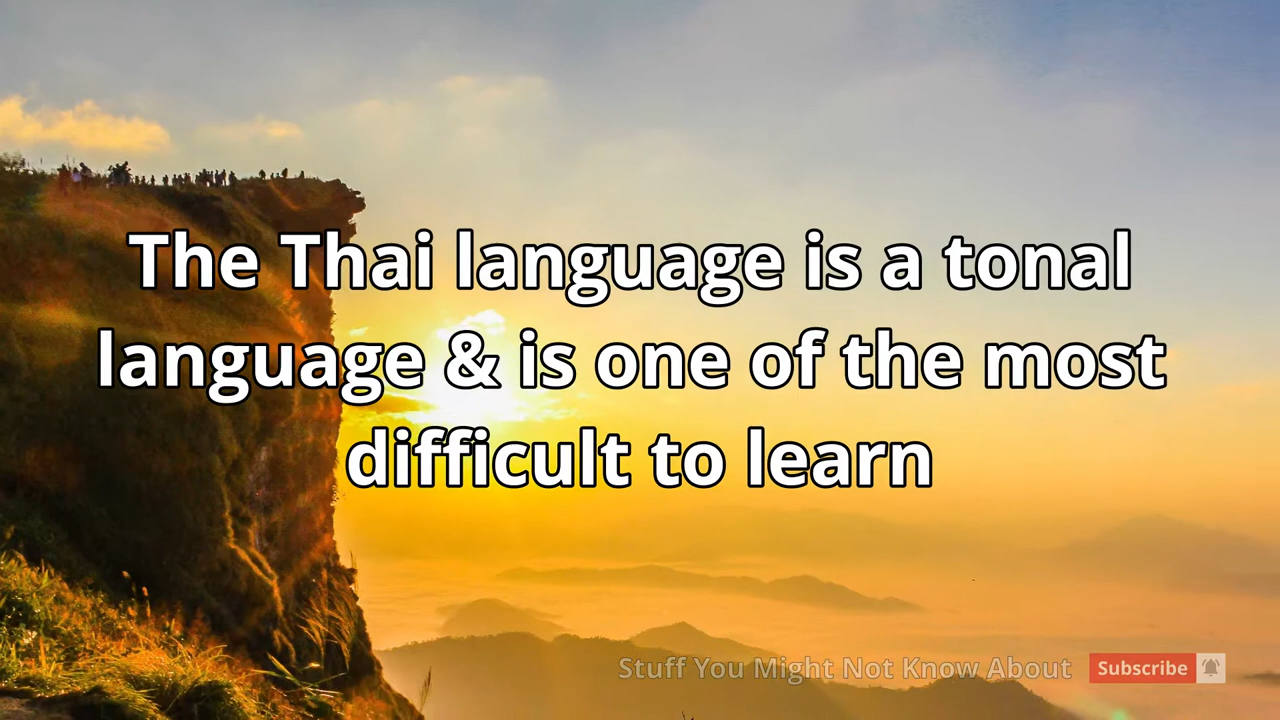 The Thai language is a tonal
language & is one of the most
difficult to learn
Stuff You Might Not Know About
Subscribe